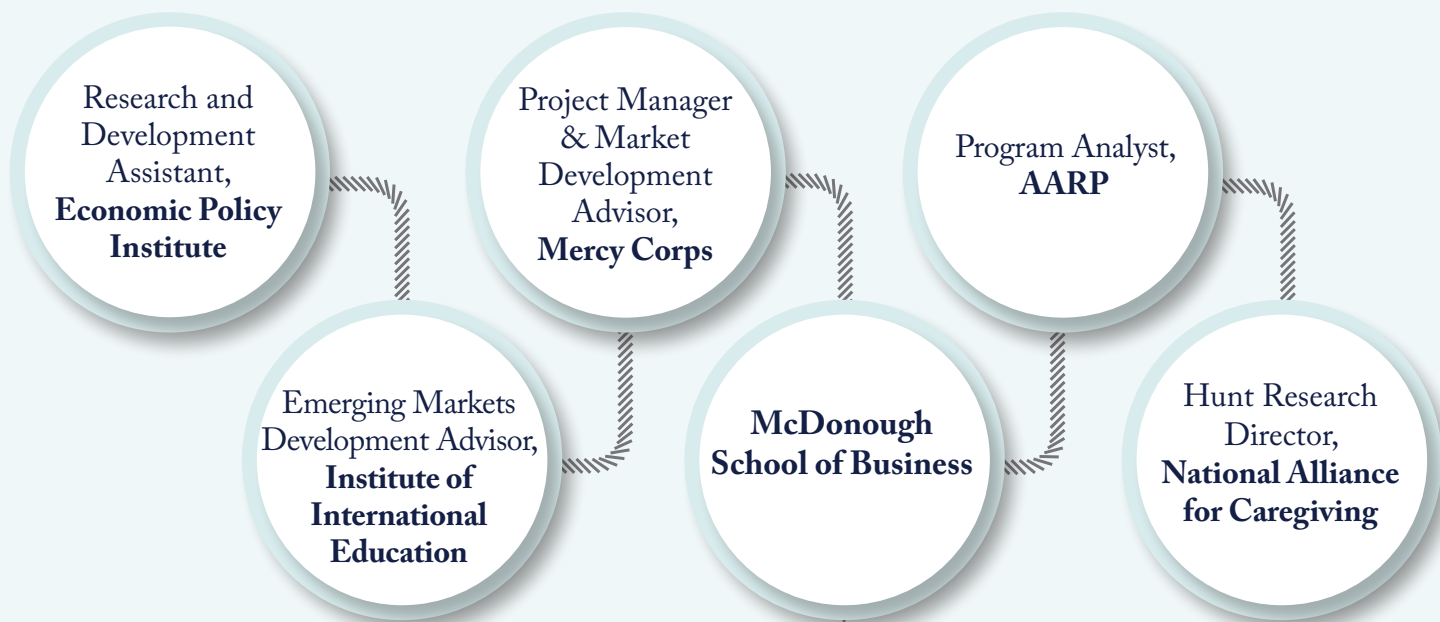 Research and
Development
Assistant,
Economic Policy
Institute
Emerging Markets
Development Advisor,
Institute of
International
Education
Project Manager
& Market
Development
Advisor,
Mercy Corps
McDonough
School of Business
Program Analyst,
AARP
Hunt Research
Director,
National Alliance
for Caregiving